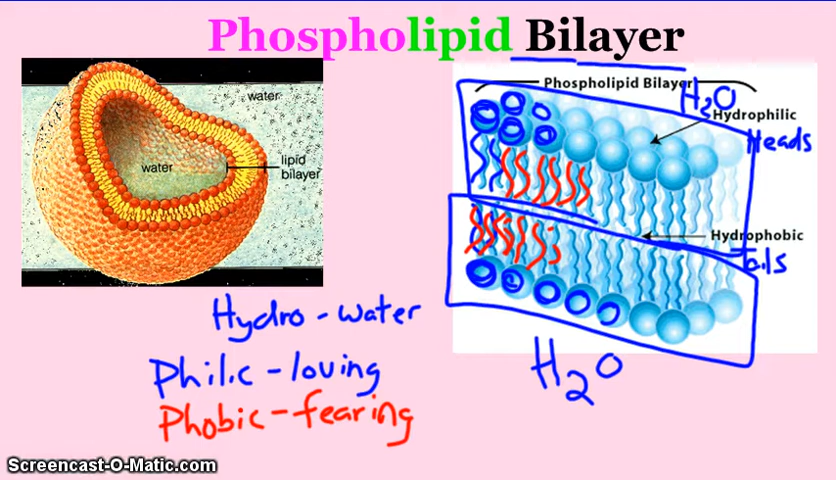 Phospholipid Bilayer
water
water
lipid
bilayer
Phospholipid Bilayer
H2O
Hydrophilic
Heads
Hydrophobic
Tails
H2O
Hydro - water
Philic - loving
Phobic - fearing
Screencast-O-Matic.com